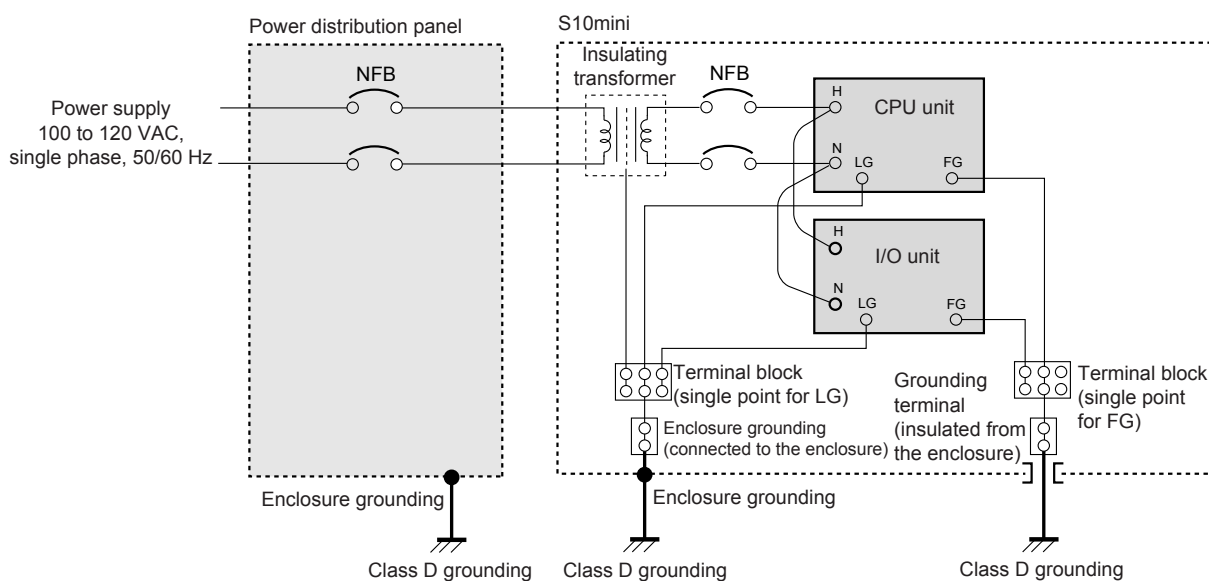 Power distribution panel
S10mini
Insulating
transformer
NFB
NFB
Power supply
100 to 120 VAC,
single phase, 50/60 Hz
H
CPU unit
N
LG
FG
H
I/O unit
N
LG
FG
Terminal block
(single point for LG)
Grounding
terminal
(insulated from
the enclosure)
Terminal block
(single point
for FG)
Enclosure grounding
(connected to the enclosure)
Enclosure grounding
Enclosure grounding
Class D grounding
Class D grounding
Class D grounding